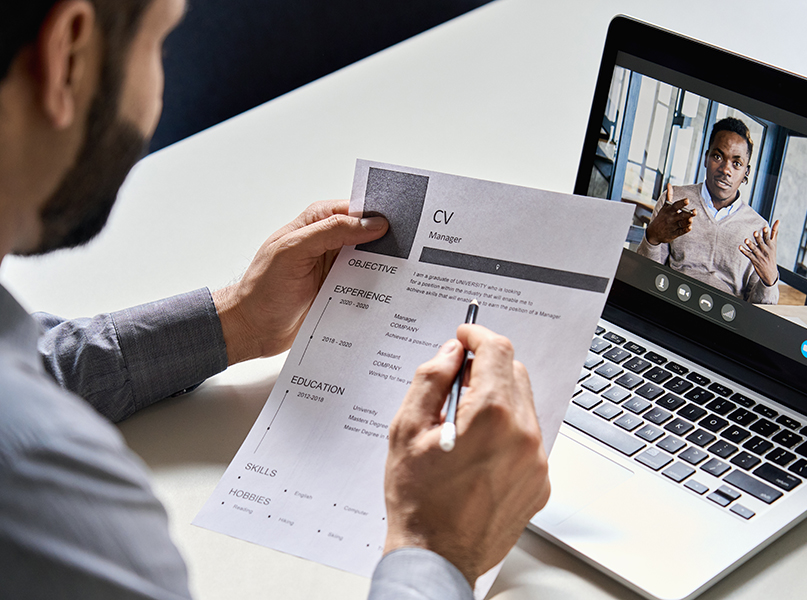 CV
Manager
OBJECTIVE
I am a graduate of UNIVERSITY who is looking
for a position within the industry that will enable me to
achieve skills that will enable me to earn the position of a Manager
EXPERIENCE
2020 - 2020
Manager
COMPANY
Achieved a position of
2018 - 2020
Assistant
COMPANY
Working for two
EDUCATION
2012-2018
University
Masters Degree
Master Degree
SKILLS
English
Computer
HOBBIES
Reading
Hiking
Skiing